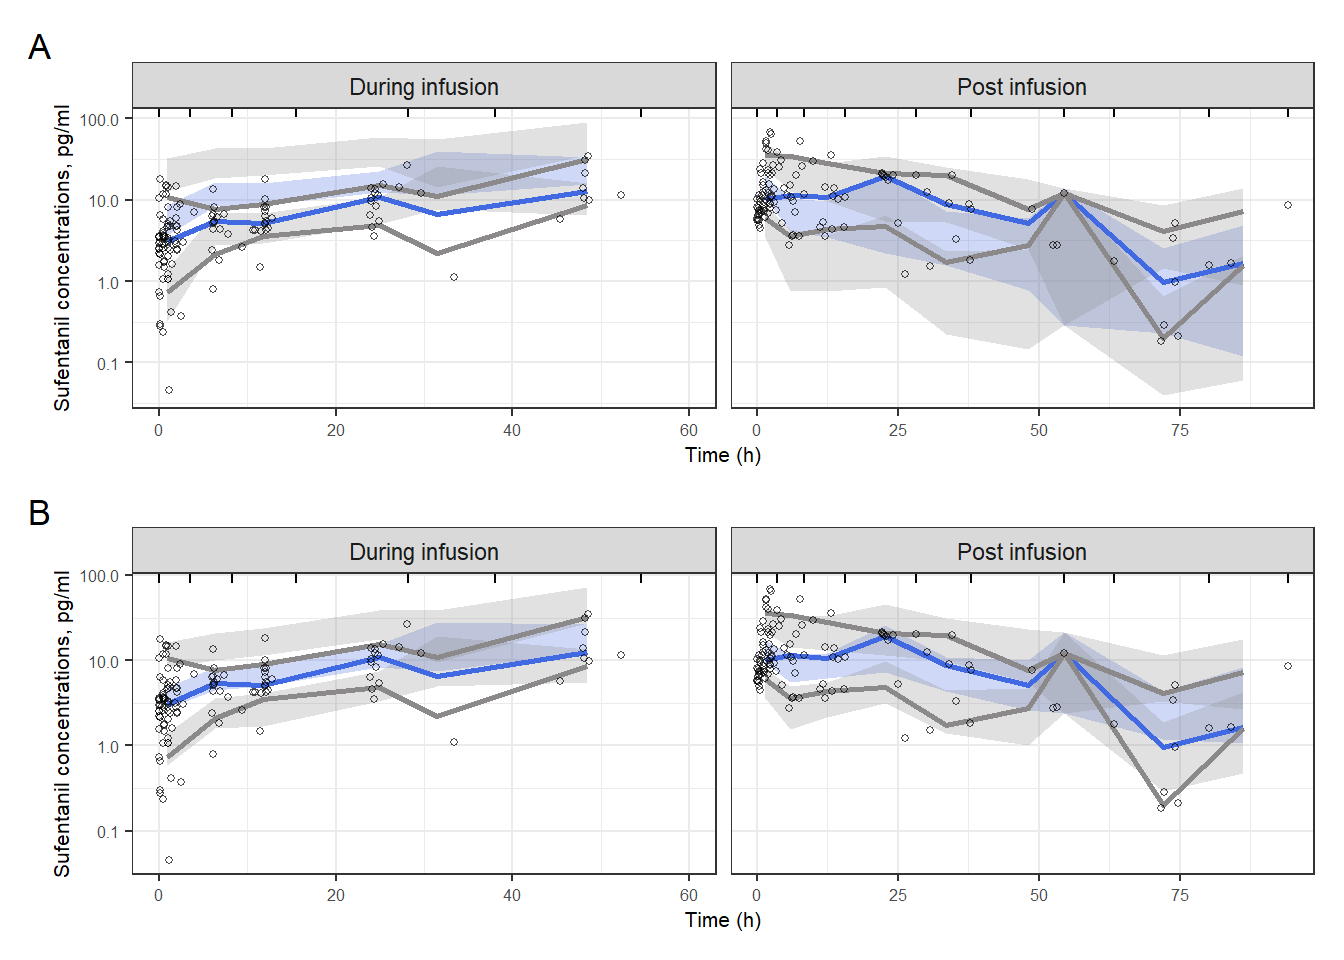 A
During infusion Post infusion
Sufentanil concentrations, pg/ml
100.0
10.0
1.0
0.1
0 20 40 60 0 25 50 75
Time (h)
B
During infusion Post infusion
Sufentanil concentrations, pg/ml
100.0
10.0
1.0
0.1
0 20 40 60 0 25 50 75
Time (h)